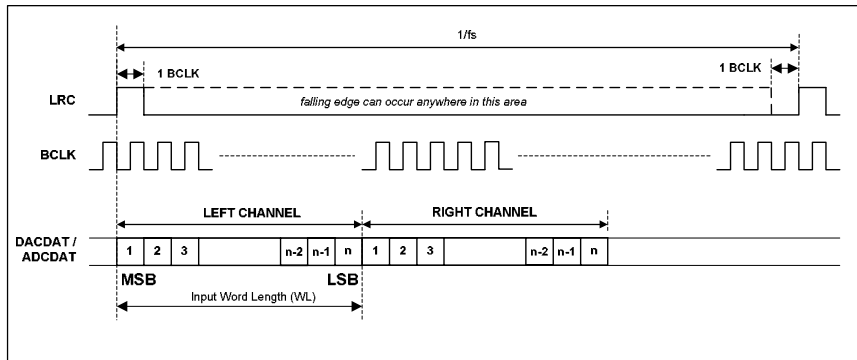 1/fs
1 BCLK
1 BCLK
LRC
falling edge can occur anywhere in this area
BCLK
LEFT CHANNEL
RIGHT CHANNEL
DACDAT /
ADCDAT
1 2 3 n-2 n-1 n 1 2 3 n-2 n-1 n
MSB LSB
Input Word Length (WL)